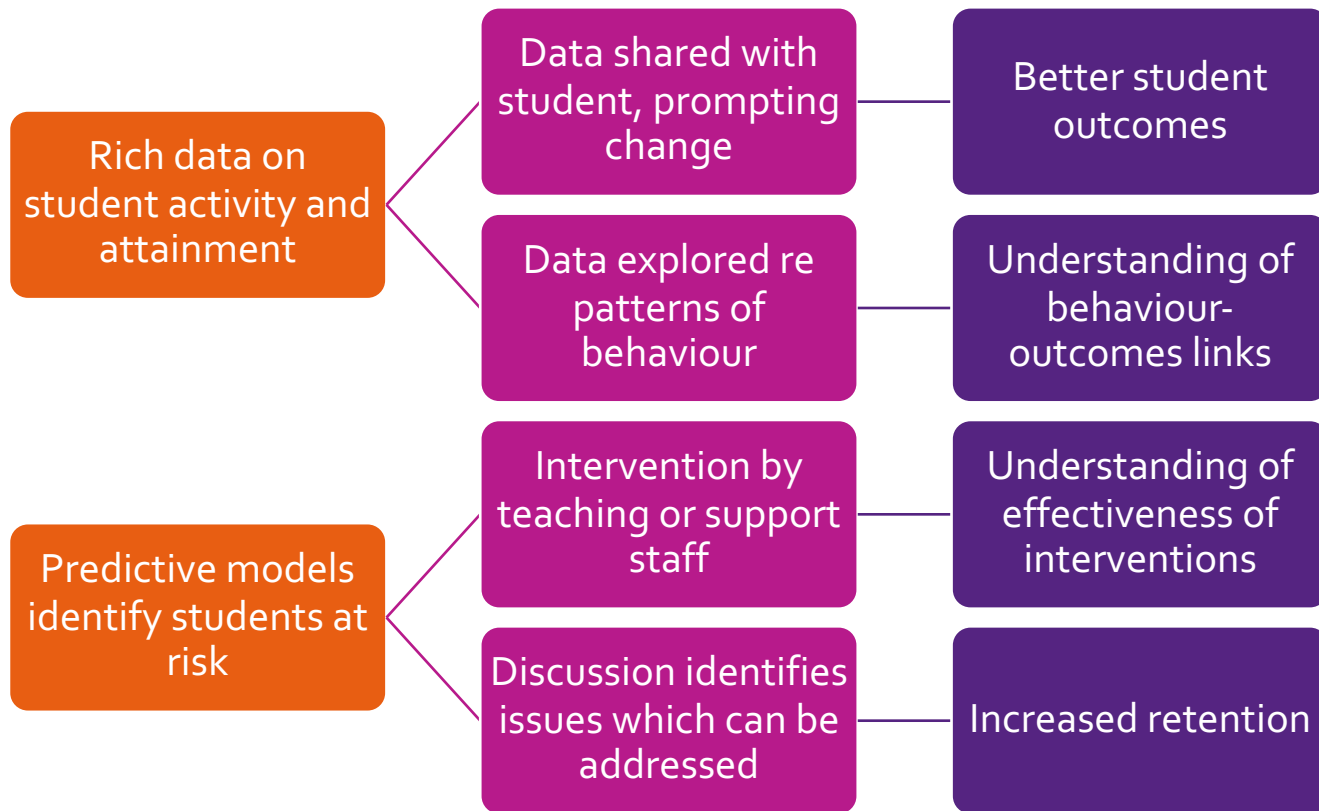 Rich data on
student activity and
attainment
Data shared with
student, prompting
change
Better student
outcomes
Data explored re
patterns of
behaviour
Understanding of
behaviour-
outcomes links
Predictive models
identify students at
risk
Intervention by
teaching or support
staff
Understanding of
effectiveness of
interventions
Discussion identifies
issues which can be
addressed
Increased retention